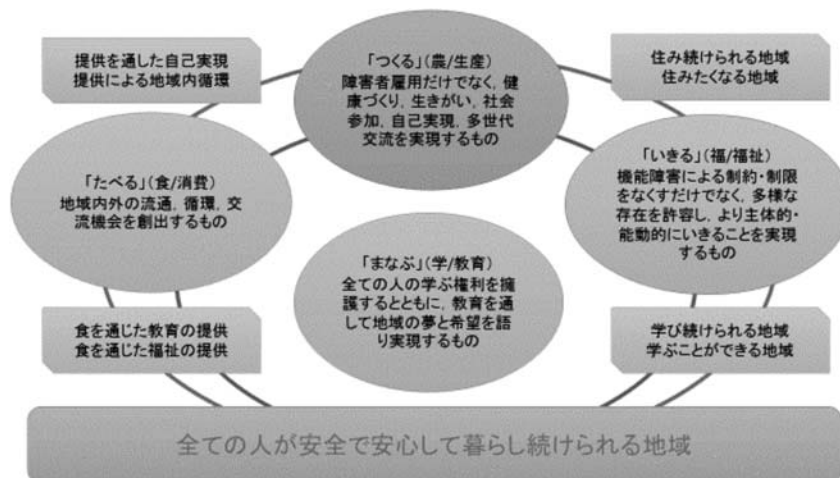 提供を通した自己実現
提供による地域内循環
「つくる」（農/生産）
障害者雇用だけでなく，健
康づくり，生きがい，社会
参加，自己実現，多世代
交流を実現するもの
住み続けられる地域
住みたくなる地域
「たべる」（食/消費）
地域内外の流通，循環，交
流機会を創出するもの
「いきる」（福/福祉）
機能障害による制約・制限
をなくすだけでなく，多様な
存在を許容し，より主体的・
能動的にいきることを実現
するもの
「まなぶ」（学/教育）
全ての人の学ぶ権利を擁
護するとともに，教育を通
して地域の夢と希望を語
り実現するもの
食を通じた教育の提供
食を通じた福祉の提供
学び続けられる地域
学ぶことができる地域
全ての人が安全で安心して暮らし続けられる地域